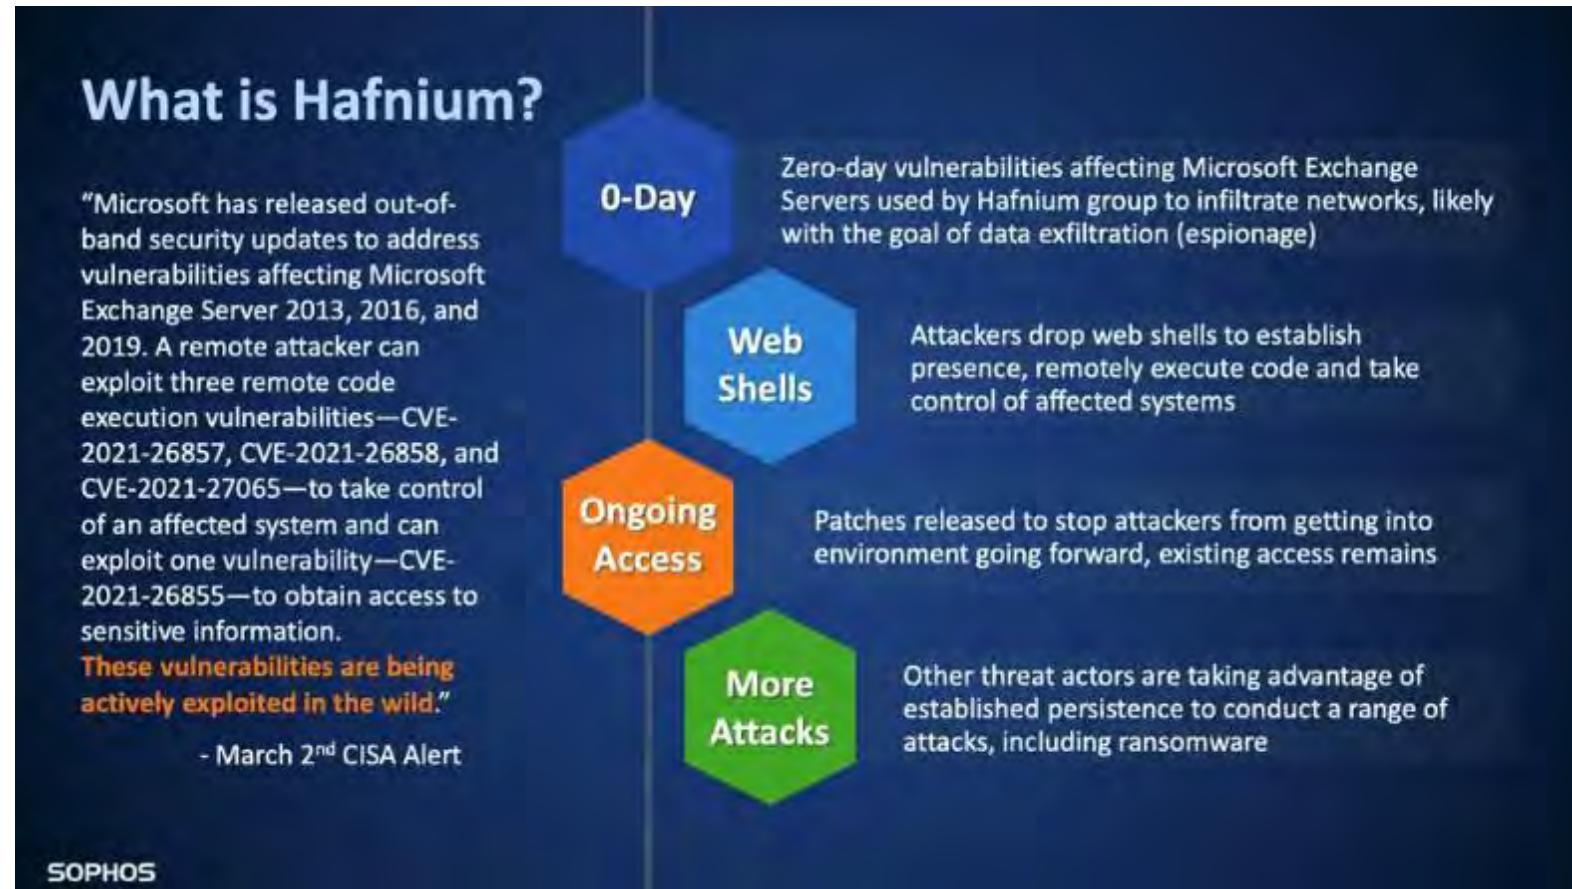 What is Hafnium?
“Microsoft has released out-of-
band security updates to address
vulnerabilities affecting Microsoft
Exchange Server 2013, 2016, and
2019. A remote attacker can
exploit three remote code
execution vulnerabilities—CVE-
2021-26857, CVE-2021-26858, and
CVE-2021-27065—to take control
of an affected system and can
exploit one vulnerability—CVE-
2021-26855—to obtain access to
sensitive information.
These vulnerabilities are being
actively exploited in the wild.”
- March 2nd CISA Alert
0-Day
Zero-day vulnerabilities affecting Microsoft Exchange
Servers used by Hafnium group to infiltrate networks, likely
with the goal of data exfiltration (espionage)
Web
Shells
Attackers drop web shells to establish
presence, remotely execute code and take
control of affected systems
Ongoing
Access
Patches released to stop attackers from getting into
environment going forward, existing access remains
More
Attacks
Other threat actors are taking advantage of
established persistence to conduct a range of
attacks, including ransomware
SOPHOS